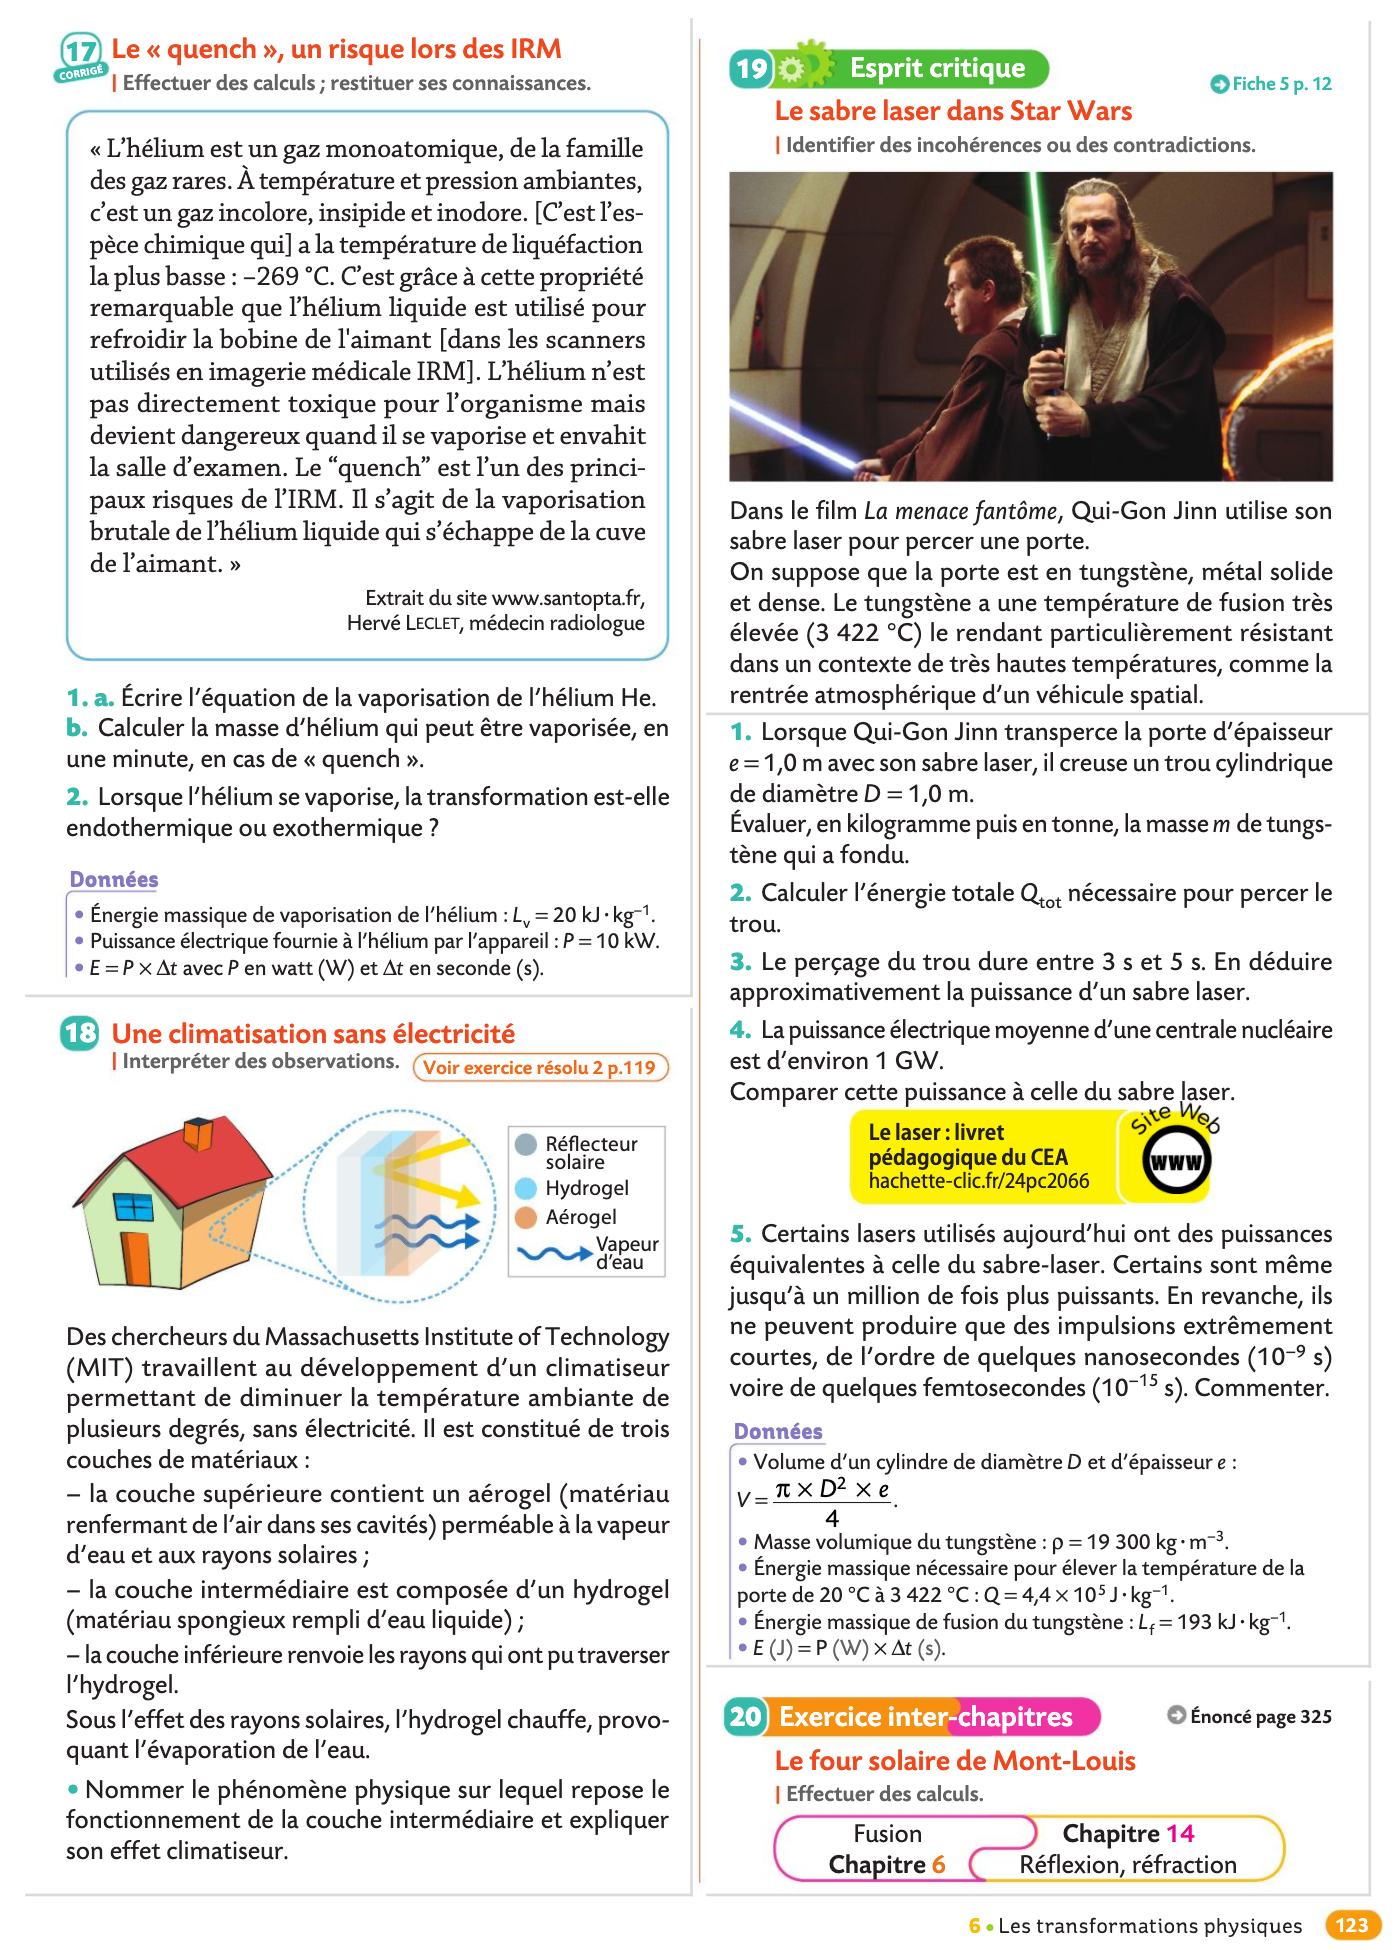 17 Le « quench », un risque lors des IRM
CORRIGÉ
| Effectuer des calculs ; restituer ses connaissances.
« L’hélium est un gaz monoatomique, de la famille
des gaz rares. À température et pression ambiantes,
c’est un gaz incolore, insipide et inodore. [C’est l’es-
pèce chimique qui] a la température de liquéfaction
la plus basse : –269 °C. C’est grâce à cette propriété
remarquable que l’hélium liquide est utilisé pour
refroidir la bobine de l'aimant [dans les scanners
utilisés en imagerie médicale IRM]. L’hélium n’est
pas directement toxique pour l’organisme mais
devient dangereux quand il se vaporise et envahit
la salle d’examen. Le “quench” est l’un des princi-
paux risques de l’IRM. Il s’agit de la vaporisation
brutale de l’hélium liquide qui s’échappe de la cuve
de l’aimant. »
Extrait du site www.santopta.fr,
Hervé LECLET, médecin radiologue
1. a. Écrire l’équation de la vaporisation de l’hélium He.
b. Calculer la masse d’hélium qui peut être vaporisée, en
une minute, en cas de « quench ».
2. Lorsque l’hélium se vaporise, la transformation est-elle
endothermique ou exothermique ?
Données
• Énergie massique de vaporisation de l’hélium : Lv = 20 kJ·kg⁻¹.
• Puissance électrique fournie à l’hélium par l’appareil : P = 10 kW.
• E = P × Δt avec P en watt (W) et Δt en seconde (s).
18 Une climatisation sans électricité
| Interpréter des observations. Voir exercice résolu 2 p.119
Réflecteur
solaire
Hydrogel
Aérogel
Vapeur
d’eau
Des chercheurs du Massachusetts Institute of Technology
(MIT) travaillent au développement d’un climatiseur
permettant de diminuer la température ambiante de
plusieurs degrés, sans électricité. Il est constitué de trois
couches de matériaux :
– la couche supérieure contient un aérogel (matériau
renfermant de l’air dans ses cavités) perméable à la vapeur
d’eau et aux rayons solaires ;
– la couche intermédiaire est composée d’un hydrogel
(matériau spongieux rempli d’eau liquide) ;
– la couche inférieure renvoie les rayons qui ont pu traverser
l’hydrogel.
Sous l’effet des rayons solaires, l’hydrogel chauffe, provo-
quant l’évaporation de l’eau.
• Nommer le phénomène physique sur lequel repose le
fonctionnement de la couche intermédiaire et expliquer
son effet climatiseur.
19 Esprit critique
Fiche 5 p. 12
Le sabre laser dans Star Wars
| Identifier des incohérences ou des contradictions.
Dans le film La menace fantôme, Qui-Gon Jinn utilise son
sabre laser pour percer une porte.
On suppose que la porte est en tungstène, métal solide
et dense. Le tungstène a une température de fusion très
élevée (3 422 °C) le rendant particulièrement résistant
dans un contexte de très hautes températures, comme la
rentrée atmosphérique d’un véhicule spatial.
1. Lorsque Qui-Gon Jinn transperce la porte d’épaisseur
e = 1,0 m avec son sabre laser, il creuse un trou cylindrique
de diamètre D = 1,0 m.
Évaluer, en kilogramme puis en tonne, la masse m de tungs-
tène qui a fondu.
2. Calculer l’énergie totale Qtot nécessaire pour percer le
trou.
3. Le perçage du trou dure entre 3 s et 5 s. En déduire
approximativement la puissance d’un sabre laser.
4. La puissance électrique moyenne d’une centrale nucléaire
est d’environ 1 GW.
Comparer cette puissance à celle du sabre laser.
Le laser : livret
pédagogique du CEA
hachette-clic.fr/24pc2066
Site Web
www
5. Certains lasers utilisés aujourd’hui ont des puissances
équivalentes à celle du sabre-laser. Certains sont même
jusqu’à un million de fois plus puissants. En revanche, ils
ne peuvent produire que des impulsions extrêmement
courtes, de l’ordre de quelques nanosecondes (10⁻⁹ s)
voire de quelques femtosecondes (10⁻¹⁵ s). Commenter.
Données
• Volume d’un cylindre de diamètre D et d’épaisseur e :
V = π × D² × e / 4.
• Masse volumique du tungstène : ρ = 19 300 kg·m⁻³.
• Énergie massique nécessaire pour élever la température de la
porte de 20 °C à 3 422 °C : Q = 4,4 × 10⁵ J·kg⁻¹.
• Énergie massique de fusion du tungstène : Lf = 193 kJ·kg⁻¹.
• E (J) = P (W) × Δt (s).
20 Exercice inter-chapitres
Énoncé page 325
Le four solaire de Mont-Louis
| Effectuer des calculs.
Fusion
Chapitre 6
Chapitre 14
Réflexion, réfraction
6 • Les transformations physiques 123